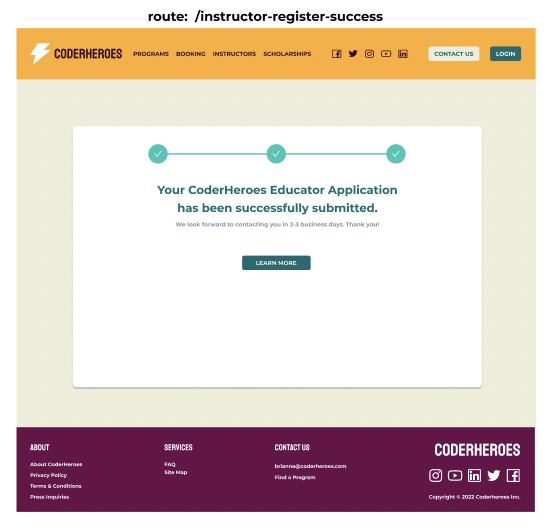 route: /instructor-register-success
CODERHEROES PROGRAMS BOOKING INSTRUCTORS SCHOLARSHIPS CONTACT US LOGIN
Your CoderHeroes Educator Application
has been successfully submitted.
We look forward to contacting you in 2-3 business days, Thank you!
LEARN MORE
ABOUT
About CoderHeroes
Privacy Policy
Terms & Conditions
Press Inquiries
SERVICES
FAQ
Site Map
CONTACT US
brianne@coderheroes.com
Find a Program
CODERHEROES
Copyright © 2022 Coderheroes Inc.